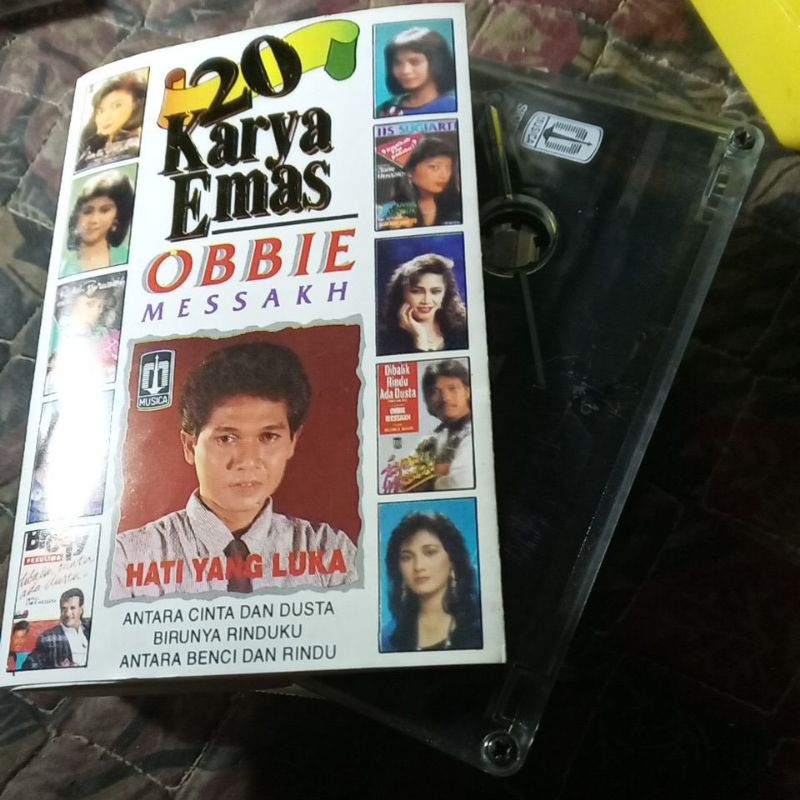 20
Karya
Emas
OBBIE
MESSAKH
MUSICA
HATI YANG LUKA
ANTARA CINTA DAN DUSTA
BIRUNYA RINDUKU
ANTARA BENCI DAN RINDU
IIS SUGIARTI
Dibalik
Rindu
Ada Dusta
OBBIE
MESSAKH
MUSICA